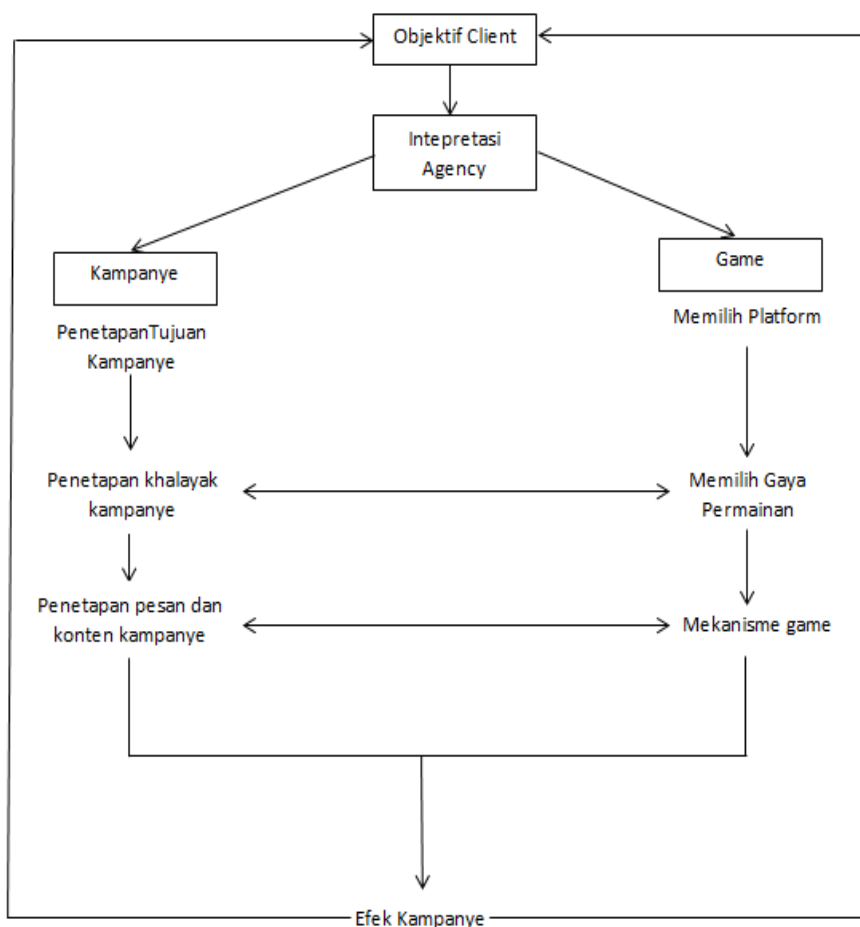 Objektif Client
Intepretasi
Agency
Kampanye
Game
PenetapanTujuan
Kampanye
Memilih Platform
Penetapan khalayak
kampanye
Memilih Gaya
Permainan
Penetapan pesan dan
konten kampanye
Mekanisme game
Efek Kampanye